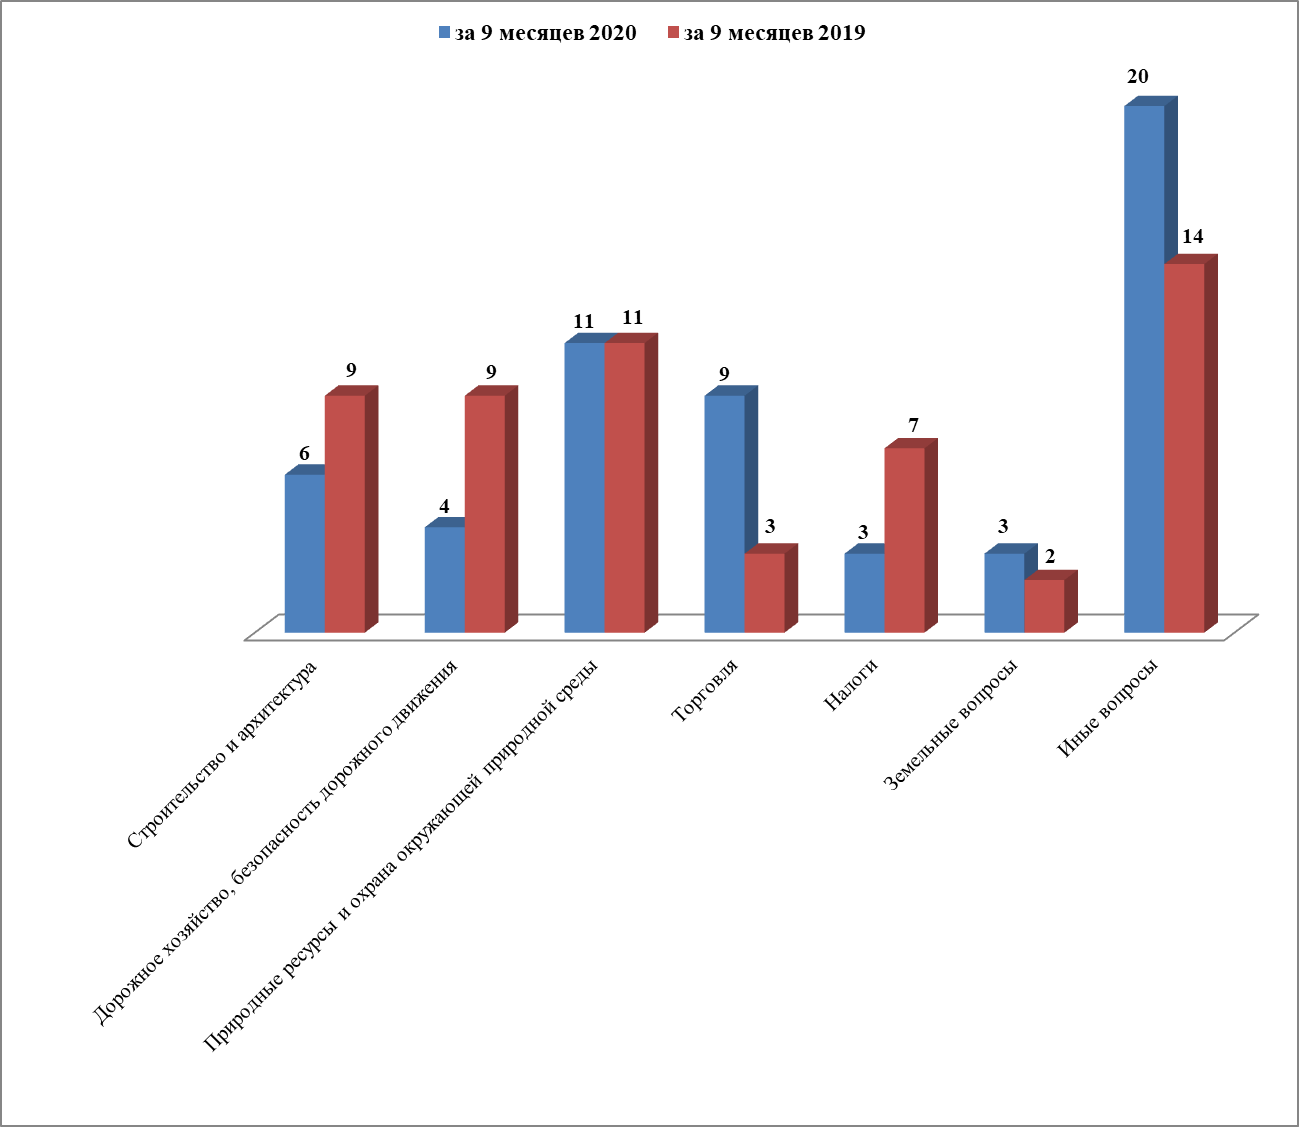 за 9 месяцев 2020 за 9 месяцев 2019
20
14
11 11
9 9 9
7
6
4
3 3 3
2
Строительство и архитектура
Дорожное хозяйство, безопасность дорожного движения
Природные ресурсы и охрана окружающей природной среды
Торговля
Налоги
Земельные вопросы
Иные вопросы